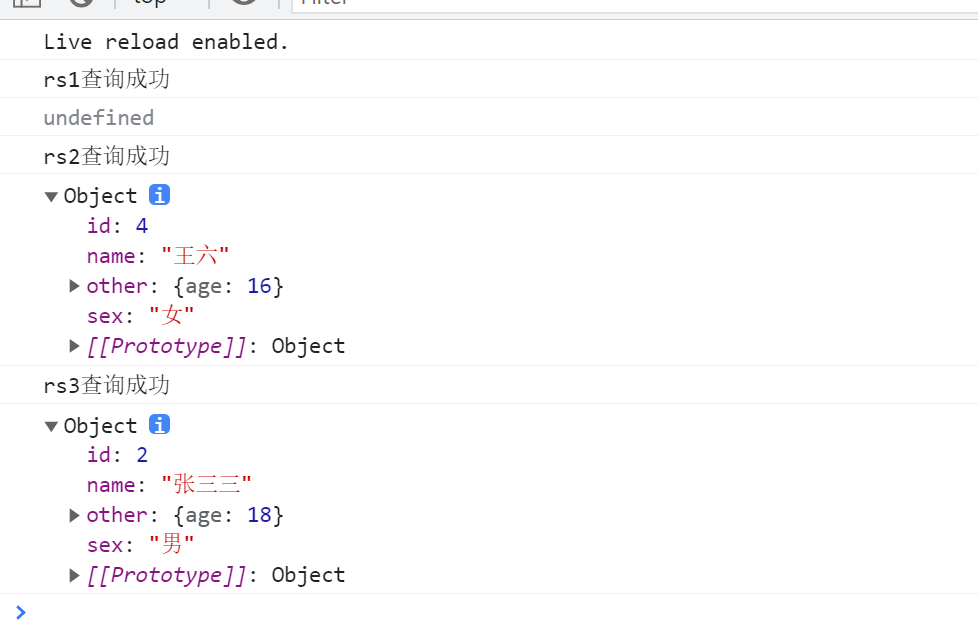 top
Filter
Live reload enabled.
rs1查询成功
undefined
rs2查询成功
Object i
id: 4
name: "王六"
other: {age: 16}
sex: "女"
[[Prototype]]: Object
rs3查询成功
Object i
id: 2
name: "张三三"
other: {age: 18}
sex: "男"
[[Prototype]]: Object